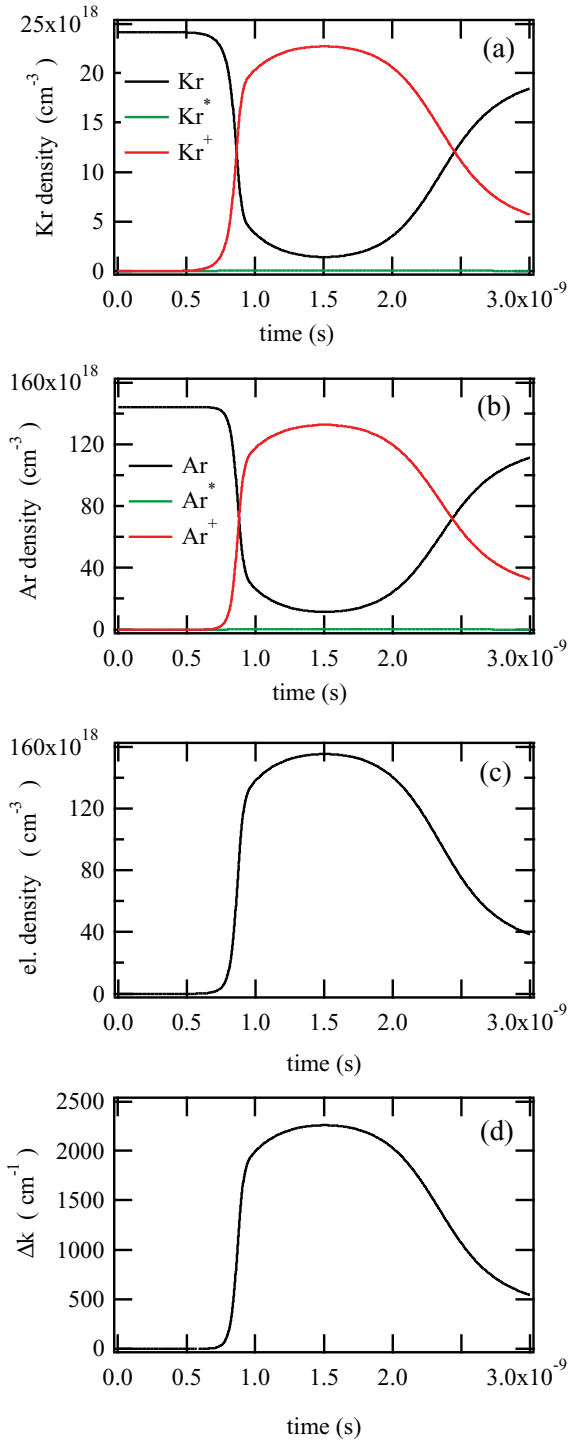 25x10^18
(a)
20
Kr
15
Kr^*
10
Kr^+
5
0
Kr density (cm^-3)
0.0 0.5 1.0 1.5 2.0 3.0x10^-9
time (s)
160x10^18
(b)
120
Ar
80
Ar^*
40
Ar^+
0
Ar density (cm^-3)
0.0 0.5 1.0 1.5 2.0 3.0x10^-9
time (s)
160x10^18
(c)
120
80
40
0
el. density ( cm^-3)
0.0 0.5 1.0 1.5 2.0 3.0x10^-9
time (s)
2500
(d)
2000
1500
1000
500
0
Δk ( cm^-1)
0.0 0.5 1.0 1.5 2.0 3.0x10^-9
time (s)